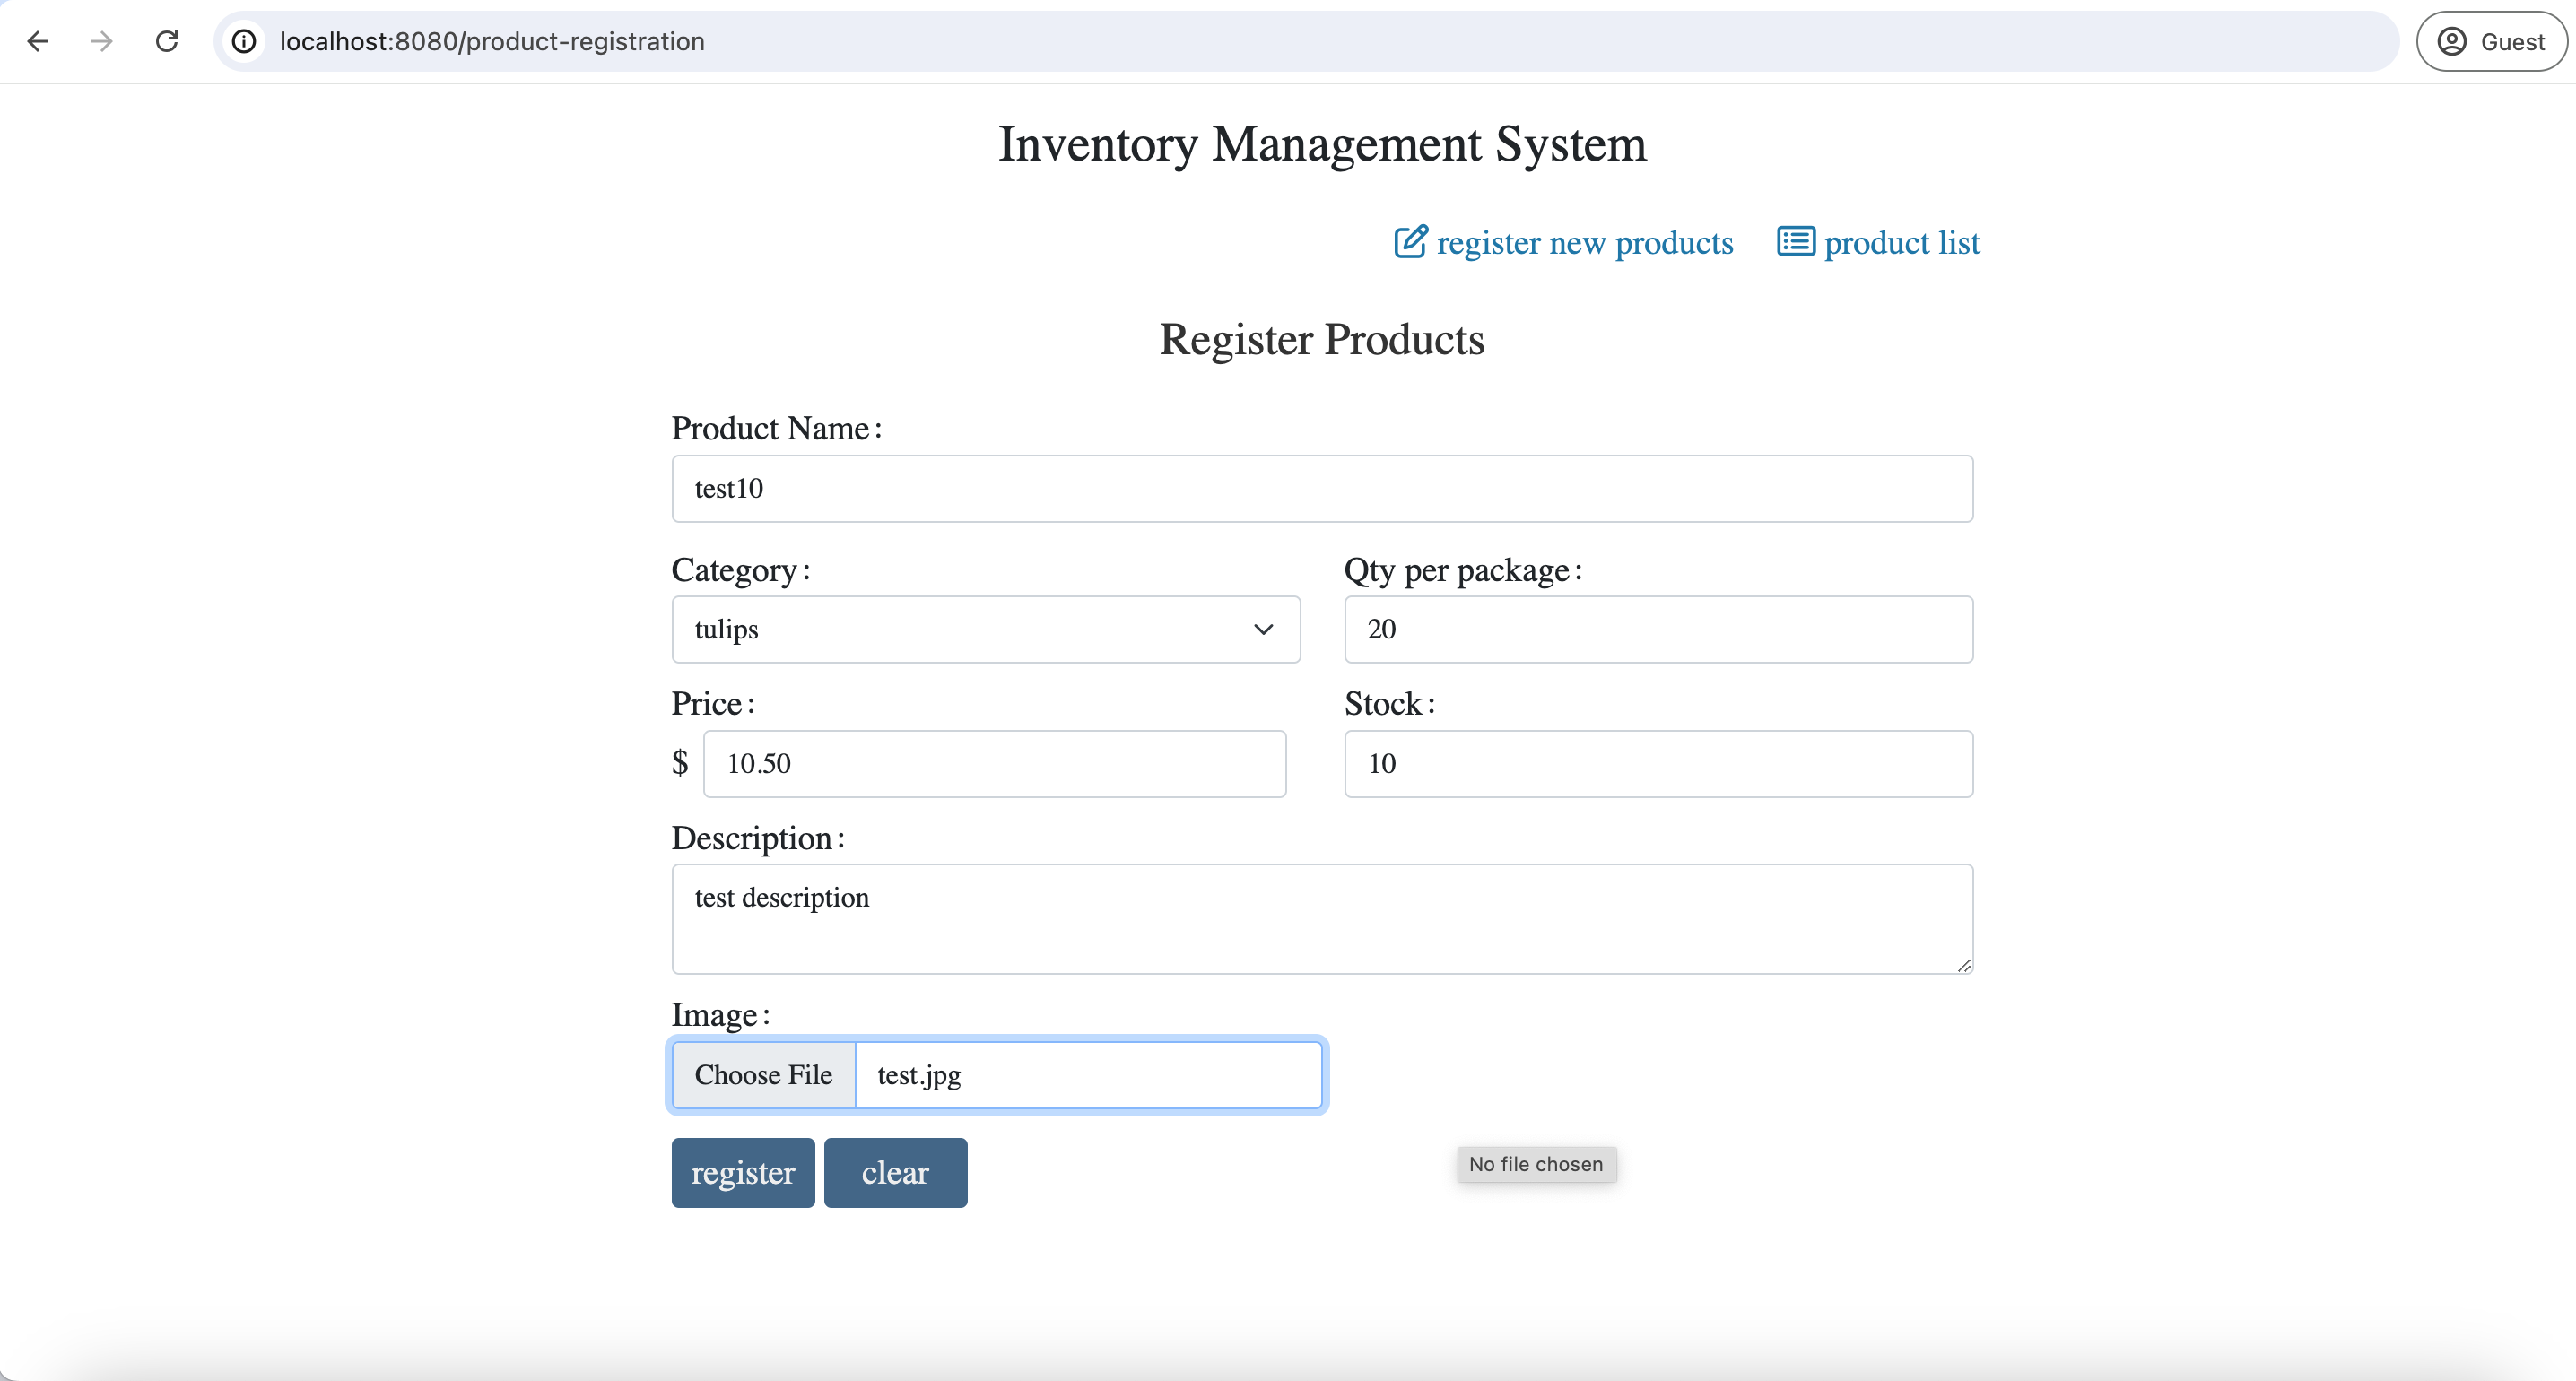 localhost:8080/product-registration
Guest
Inventory Management System
register new products product list
Register Products
Product Name:
test10
Category: Qty per package:
tulips 20
Price: Stock:
$ 10.50 10
Description:
test description
Image:
Choose File test.jpg
register clear No file chosen